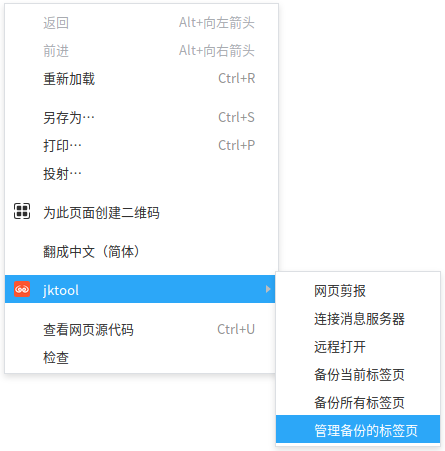 返回 Alt+向左箭头
前进 Alt+向右箭头
重新加载 Ctrl+R
另存为… Ctrl+S
打印… Ctrl+P
投射…
为此页面创建二维码
翻成中文（简体）
jktool
查看网页源代码 Ctrl+U
检查
网页剪报
连接消息服务器
远程打开
备份当前标签页
备份所有标签页
管理备份的标签页